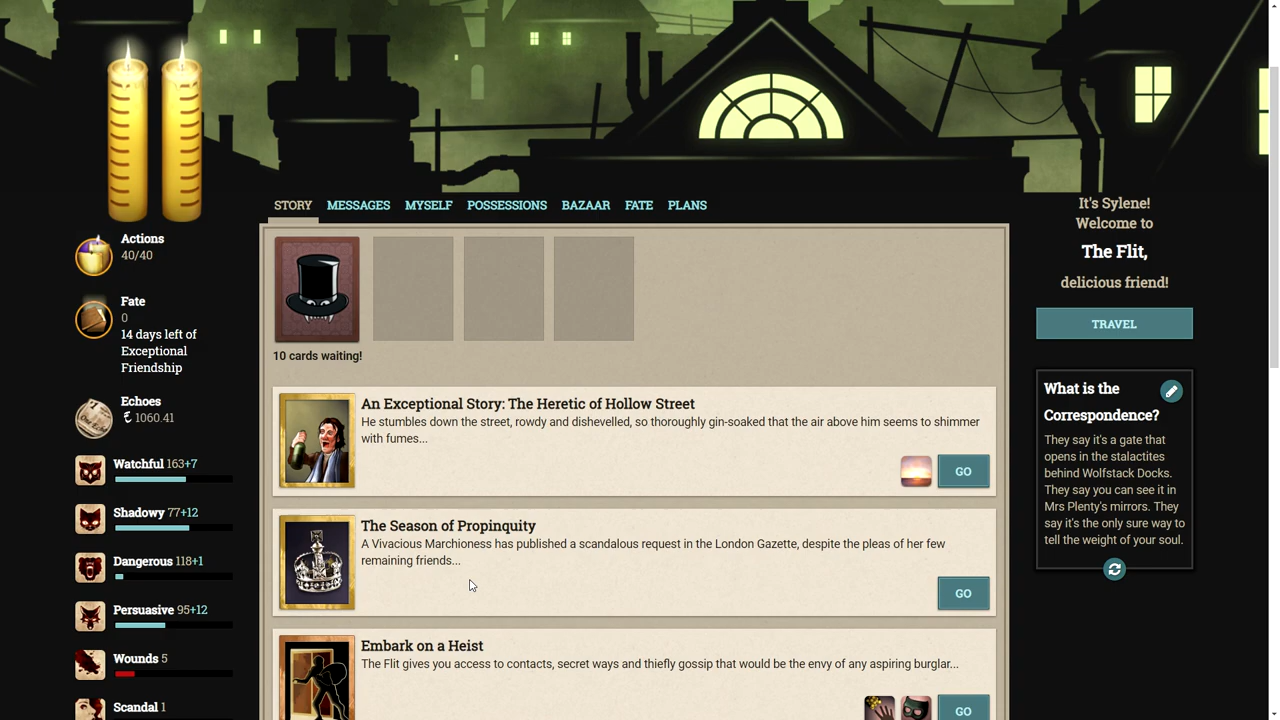 STORY MESSAGES MYSELF POSSESSIONS BAZAAR FATE PLANS
Actions
40/40
Fate
0
14 days left of
Exceptional
Friendship
Echoes
1060.41
Watchful 163+7
Shadowy 77+12
Dangerous 118+1
Persuasive 95+12
Wounds 5
Scandal 1
10 cards waiting!
An Exceptional Story: The Heretic of Hollow Street
He stumbles down the street, rowdy and dishevelled, so thoroughly gin-soaked that the air above him seems to shimmer
with fumes...
GO
The Season of Propinquity
A Vivacious Marchioness has published a scandalous request in the London Gazette, despite the pleas of her few
remaining friends...
GO
Embark on a Heist
The Flit gives you access to contacts, secret ways and thiefly gossip that would be the envy of any aspiring burglar...
GO
It's Sylene!
Welcome to
The Flit,
delicious friend!
TRAVEL
What is the
Correspondence?
They say it's a gate that
opens in the stalactites
behind Wolfstack Docks.
They say you can see it in
Mrs Plenty's mirrors. They
say it's the only sure way to
tell the weight of your soul.